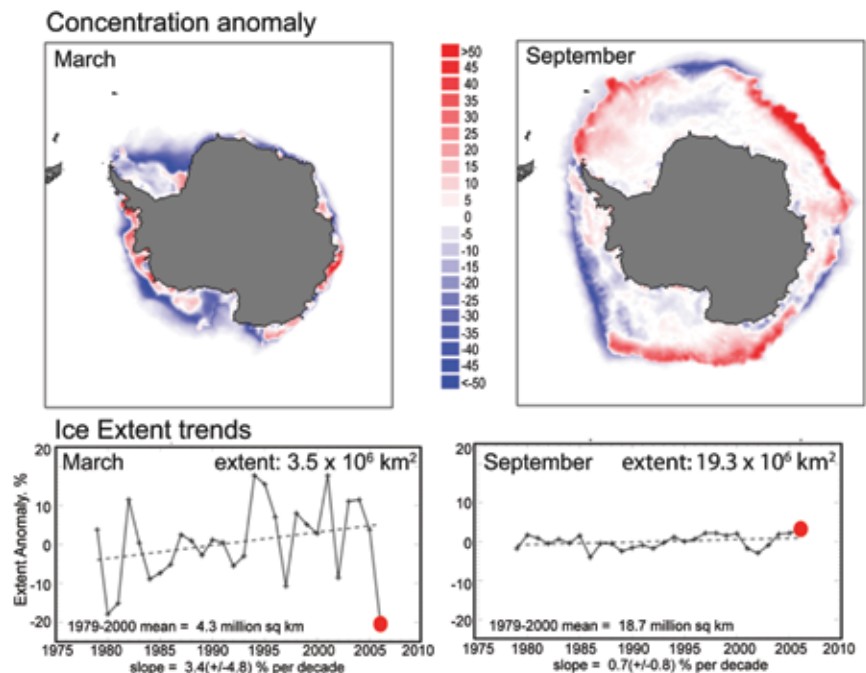 Concentration anomaly
March
>50
45
40
35
30
25
20
15
10
5
0
-5
-10
-15
-20
-25
-30
-35
-40
-45
<-50
September
Ice Extent trends
March extent: 3.5 x 10⁶ km²
Extent Anomaly, %
20
10
0
-10
-20
1979-2000 mean = 4.3 million sq km
1975 1980 1985 1990 1995 2000 2005 2010
slope = 3.4(+/-4.8) % per decade
September extent: 19.3 x 10⁶ km²
20
10
0
-10
-20
1979-2000 mean = 18.7 million sq km
1975 1980 1985 1990 1995 2000 2005 2010
slope = 0.7(+/-0.8) % per decade